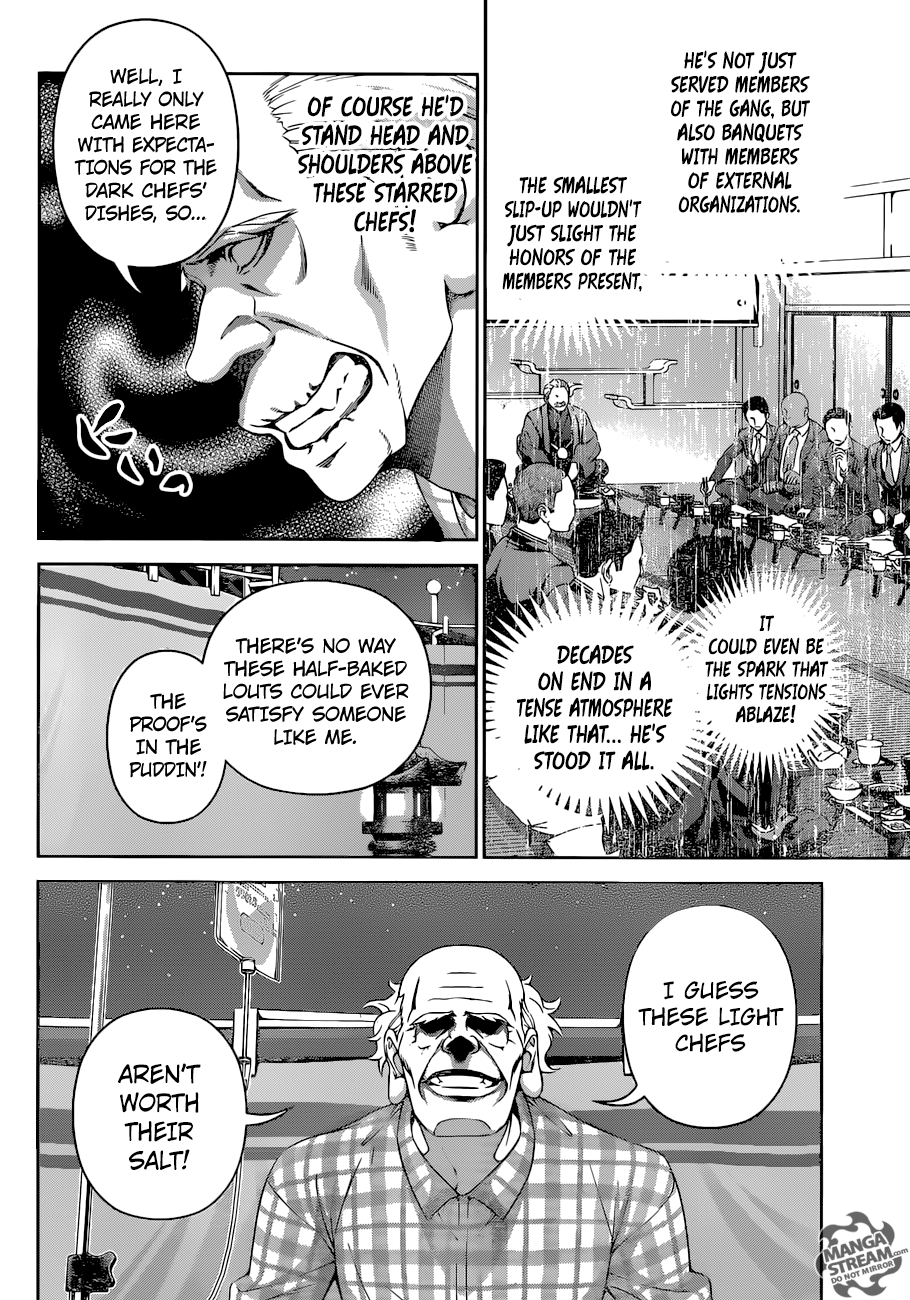 HE'S NOT JUST
SERVED MEMBERS
OF THE GANG, BUT
ALSO BANQUETS
WITH MEMBERS
OF EXTERNAL
ORGANIZATIONS.
THE SMALLEST
SLIP-UP WOULDN'T
JUST SLIGHT THE
HONORS OF THE
MEMBERS PRESENT,
IT
COULD EVEN BE
THE SPARK THAT
LIGHTS TENSIONS
ABLAZE!
DECADES
ON END IN A
TENSE ATMOSPHERE
LIKE THAT... HE'S
STOOD IT ALL.
OF COURSE HE'D
STAND HEAD AND
SHOULDERS ABOVE
THESE STARRED
CHEFS!
WELL, I
REALLY ONLY
CAME HERE
WITH EXPECTA-
TIONS FOR THE
DARK CHEFS'
DISHES, SO...
THERE'S NO WAY
THESE HALF-BAKED
LOUTS COULD EVER
SATISFY SOMEONE
LIKE ME.
THE
PROOF'S
IN THE
PUDDIN'!
I GUESS
THESE LIGHT
CHEFS
AREN'T
WORTH
THEIR
SALT!
MANGA
STREAM.com
DO NOT MIRROR!